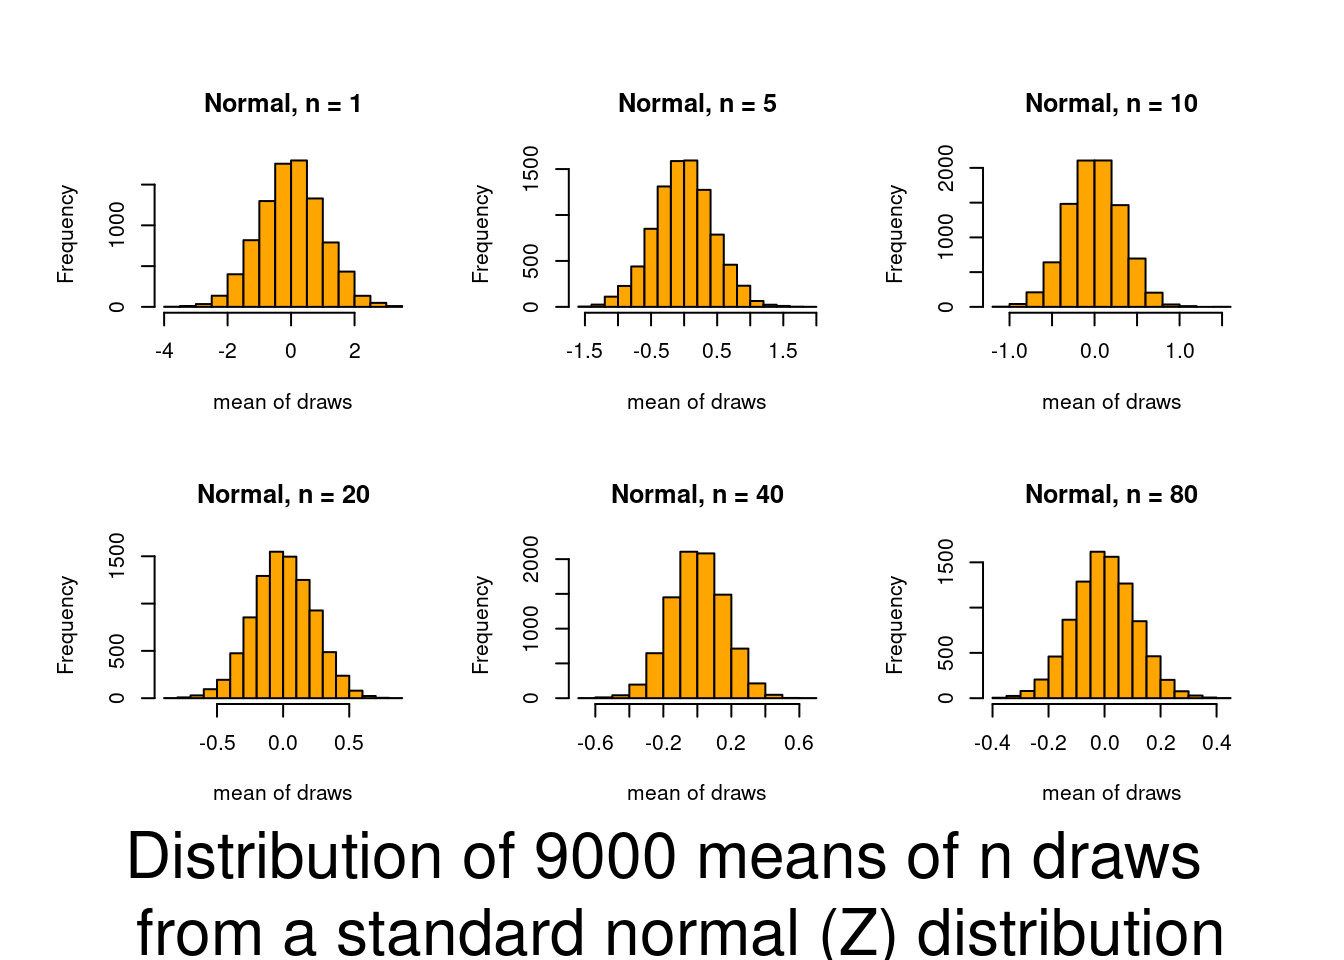 Normal, n = 1
Frequency
0
1000
-4 -2 0 2
mean of draws
Normal, n = 5
Frequency
0
500
1500
-1.5 -0.5 0.5 1.5
mean of draws
Normal, n = 10
Frequency
0
1000
2000
-1.0 0.0 1.0
mean of draws
Normal, n = 20
Frequency
0
500
1500
-0.5 0.0 0.5
mean of draws
Normal, n = 40
Frequency
0
1000
2000
-0.6 -0.2 0.2 0.6
mean of draws
Normal, n = 80
Frequency
0
500
1500
-0.4 -0.2 0.0 0.2 0.4
mean of draws
Distribution of 9000 means of n draws
from a standard normal (Z) distribution